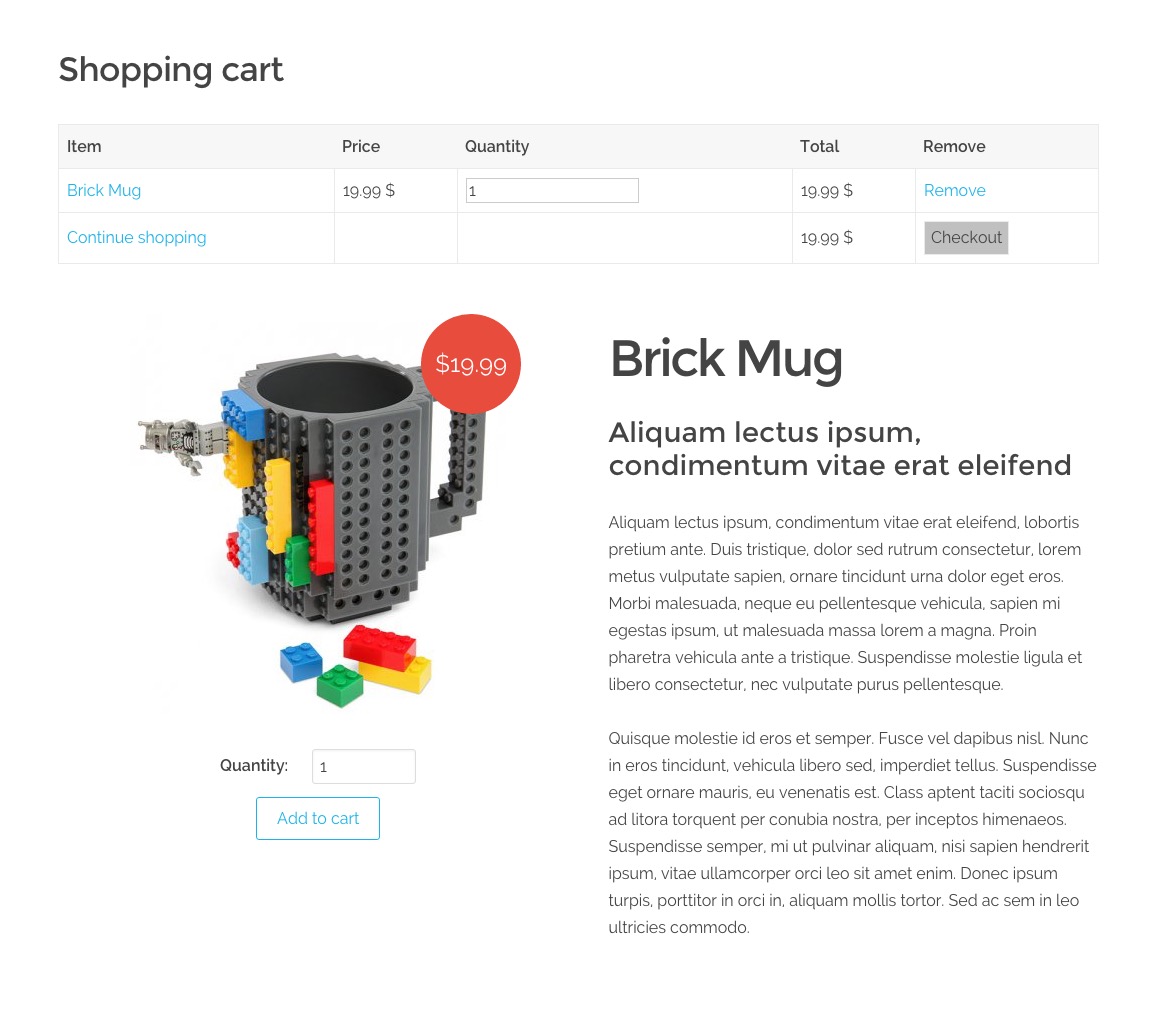 Shopping cart
Item Price Quantity Total Remove
Brick Mug 19.99 $ 1 19.99 $ Remove
Continue shopping 19.99 $ Checkout
$19.99
Quantity: 1
Add to cart
Brick Mug
Aliquam lectus ipsum,
condimentum vitae erat eleifend
Aliquam lectus ipsum, condimentum vitae erat eleifend, lobortis
pretium ante. Duis tristique, dolor sed rutrum consectetur, lorem
metus vulputate sapien, ornare tincidunt urna dolor eget eros.
Morbi malesuada, neque eu pellentesque vehicula, sapien mi
egestas ipsum, ut malesuada massa lorem a magna. Proin
pharetra vehicula ante a tristique. Suspendisse molestie ligula et
libero consectetur, nec vulputate purus pellentesque.
Quisque molestie id eros et semper. Fusce vel dapibus nisl. Nunc
in eros tincidunt, vehicula libero sed, imperdiet tellus. Suspendisse
eget ornare mauris, eu venenatis est. Class aptent taciti sociosqu
ad litora torquent per conubia nostra, per inceptos himenaeos.
Suspendisse semper, mi ut pulvinar aliquam, nisi sapien hendrerit
ipsum, vitae ullamcorper orci leo sit amet enim. Donec ipsum
turpis, porttitor in orci in, aliquam mollis tortor. Sed ac sem in leo
ultricies commodo.